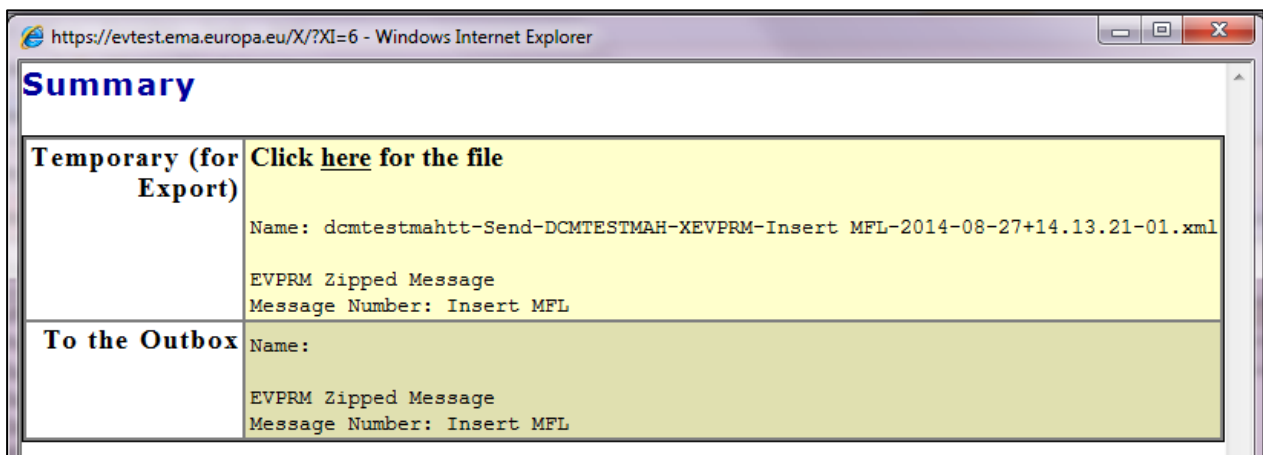 https://evtest.ema.europa.eu/X/?XI=6 - Windows Internet Explorer
Summary
Temporary (for Export)
Click here for the file
Name: dcmtestmahtt-Send-DCMTESTMAH-XEVPRM-Insert MFL-2014-08-27+14.13.21-01.xml
EVPRM Zipped Message
Message Number: Insert MFL
To the Outbox
Name:
EVPRM Zipped Message
Message Number: Insert MFL